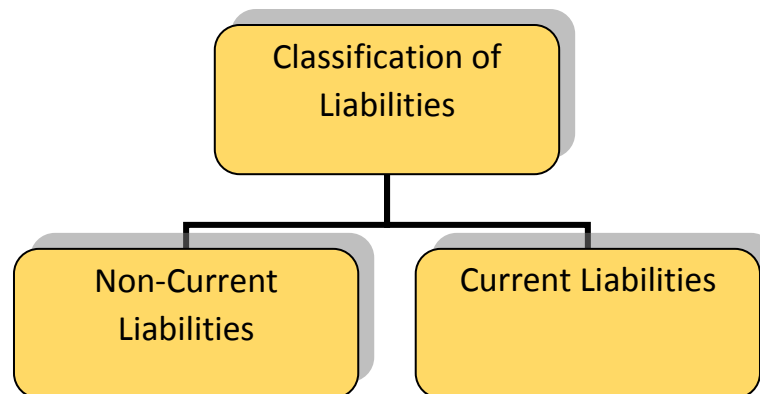 Classification of
Liabilities
Non-Current
Liabilities
Current Liabilities